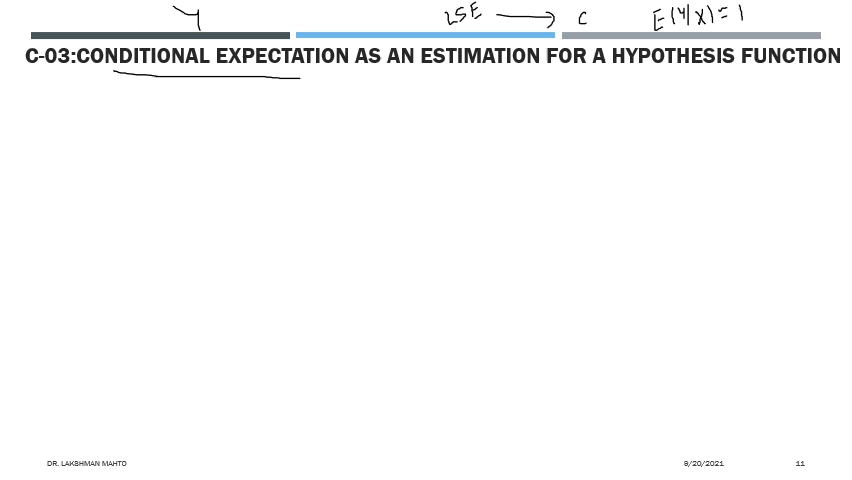 Y LSE → C E(Y|X) = 1
C-03:CONDITIONAL EXPECTATION AS AN ESTIMATION FOR A HYPOTHESIS FUNCTION
DR. LAKSHMAN MAHTO 9/20/2021 11